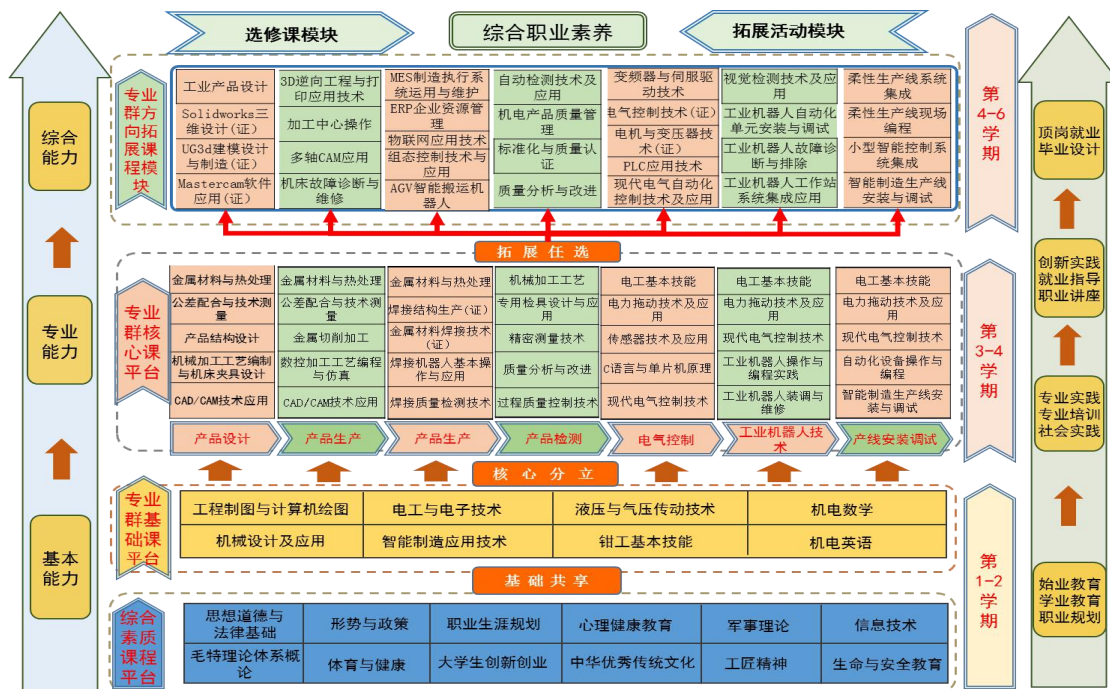 选修课模块
综合职业素养
拓展活动模块
综合
能力
专业
能力
基本
能力
专业
群方
向拓
展课
程模
块
工业产品设计
Solidworks三
维设计(证)
UG3d建模设计
与制造(证)
Mastercam软件
应用(证)
3D逆向工程与打
印应用技术
加工中心操作
多轴CAM应用
机床故障诊断与
维修
MES制造执行系
统运用与维护
ERP企业资源管
理
物联网应用技术
组态控制技术与
应用
AGV智能搬运机
器人
自动检测技术及
应用
机电产品质量管
理
标准化与质量认
证
质量分析与改进
变频器与伺服驱
动技术
电气控制技术(证)
电机与变压器技
术(证)
PLC应用技术
现代电气自动化
控制技术及应用
视觉检测技术及应
用
工业机器人自动化
单元安装与调试
工业机器人故障诊
断与排除
工业机器人工作站
系统集成应用
柔性生产线系统
集成
柔性生产线现场
编程
小型智能控制系
统集成
智能制造生产线
安装与调试
第
4-6
学
期
拓展任选
专业
群核
心课
平台
金属材料与热处理
公差配合与技术测
量
产品结构设计
机械加工工艺编制
与机床夹具设计
CAD/CAM技术应用
金属材料与热处理
公差配合与技术测
量
金属切削加工
数控加工工艺编程
与仿真
CAD/CAM技术应用
金属材料与热处理
焊接结构生产(证)
金属材料焊接技术
(证)
焊接机器人基本操
作与应用
焊接质量检测技术
机械加工工艺
专用检具设计与应
用
精密测量技术
质量分析与改进
过程质量控制技术
电工基本技能
电力拖动技术及应
用
传感器技术与应用
C语言与单片机原理
现代电气控制技术
电工基本技能
电力拖动技术及应
用
现代电气控制技术
工业机器人操作与
编程实践
工业机器人装调与
维修
电工基本技能
电力拖动技术及应
用
现代电气控制技术
自动化设备操作与
编程
智能制造生产线安
装与调试
产品设计
产品生产
产品生产
产品检测
电气控制
工业机器人技
术
产线安装调试
第
3-4
学
期
核心分立
专业
群基
础课
平台
工程制图与计算机绘图
电工与电子技术
液压与气压传动技术
机电数学
机械设计及应用
智能制造应用技术
钳工基本技能
机电英语
第
1-2
学
期
基础共享
综合
素质
课程
平台
思想道德与
法律基础
形势与政策
职业生涯规划
心理健康教育
军事理论
信息技术
毛特理论体系概
论
体育与健康
大学生创新创业
中华优秀传统文化
工匠精神
生命与安全教育
顶岗就业
毕业设计
创新实践
就业指导
职业讲座
专业实践
专业培训
社会实践
始业教育
学业教育
职业规划